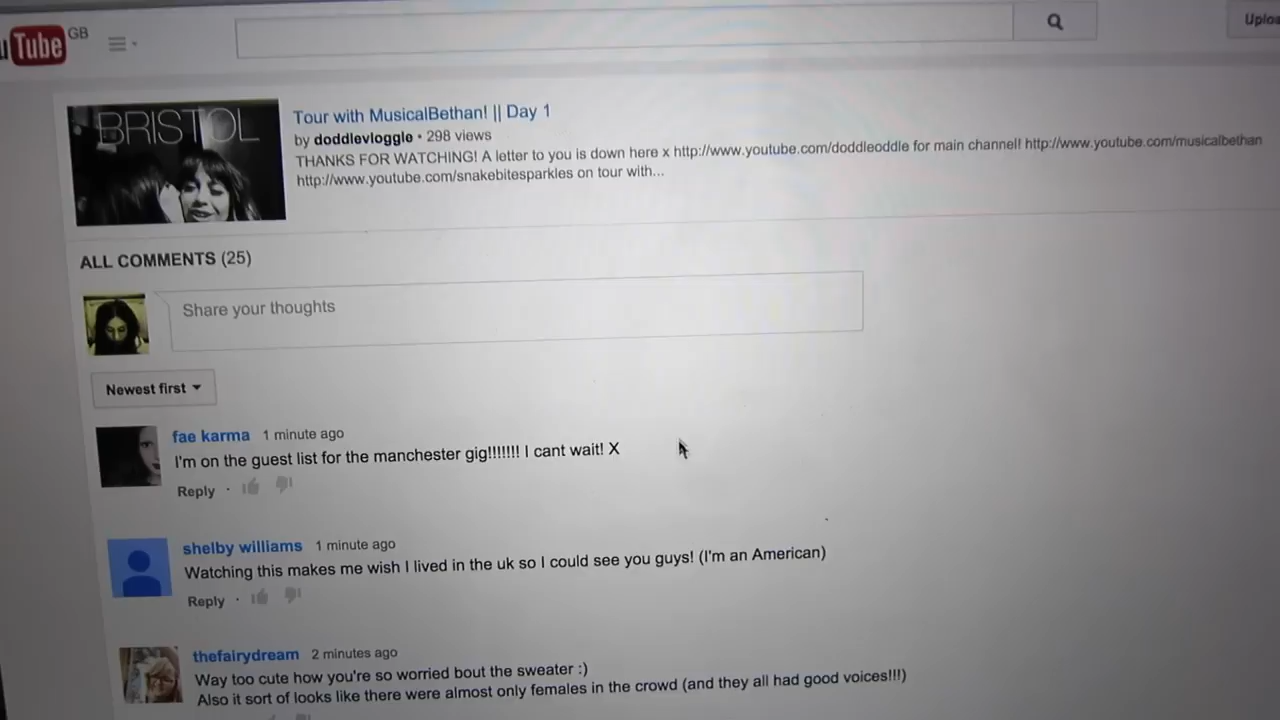 uTube GB
Uploa
BRISTOL
Tour with MusicalBethan! || Day 1
by doddlevloggle • 298 views
THANKS FOR WATCHING! A letter to you is down here x http://www.youtube.com/doddleoddle for main channel! http://www.youtube.com/musicalbethan
http://www.youtube.com/snakebitesparkles on tour with...
ALL COMMENTS (25)
Share your thoughts
Newest first
fae karma 1 minute ago
I'm on the guest list for the manchester gig!!!!!!! I cant wait! X
Reply ·
shelby williams 1 minute ago
Watching this makes me wish I lived in the uk so I could see you guys! (I'm an American)
Reply ·
thefairydream 2 minutes ago
Way too cute how you're so worried bout the sweater :)
Also it sort of looks like there were almost only females in the crowd (and they all had good voices!!!)